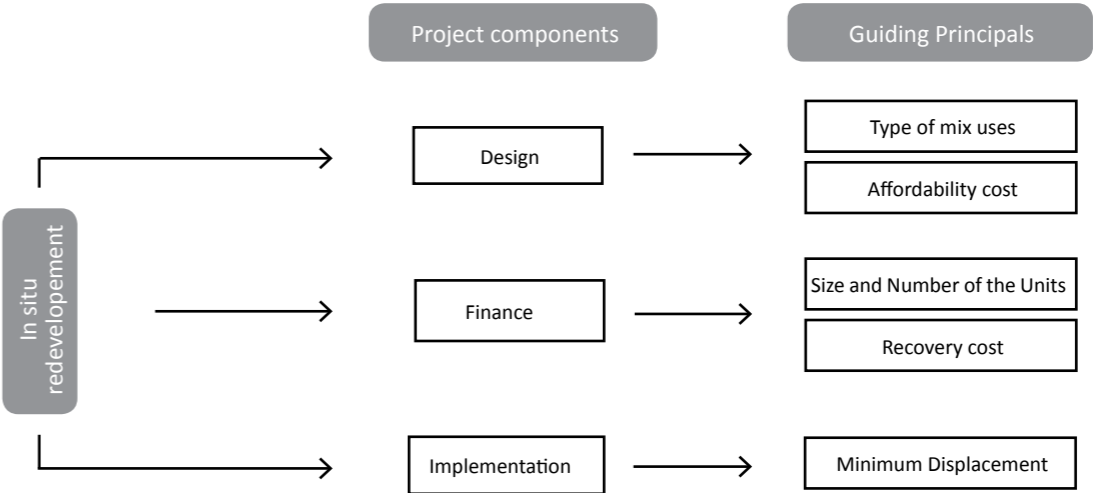 Project components
Guiding Principals
Type of mix uses
Design
Affordability cost
In situ
redevelopement
Size and Number of the Units
Finance
Recovery cost
Implementation
Minimum Displacement